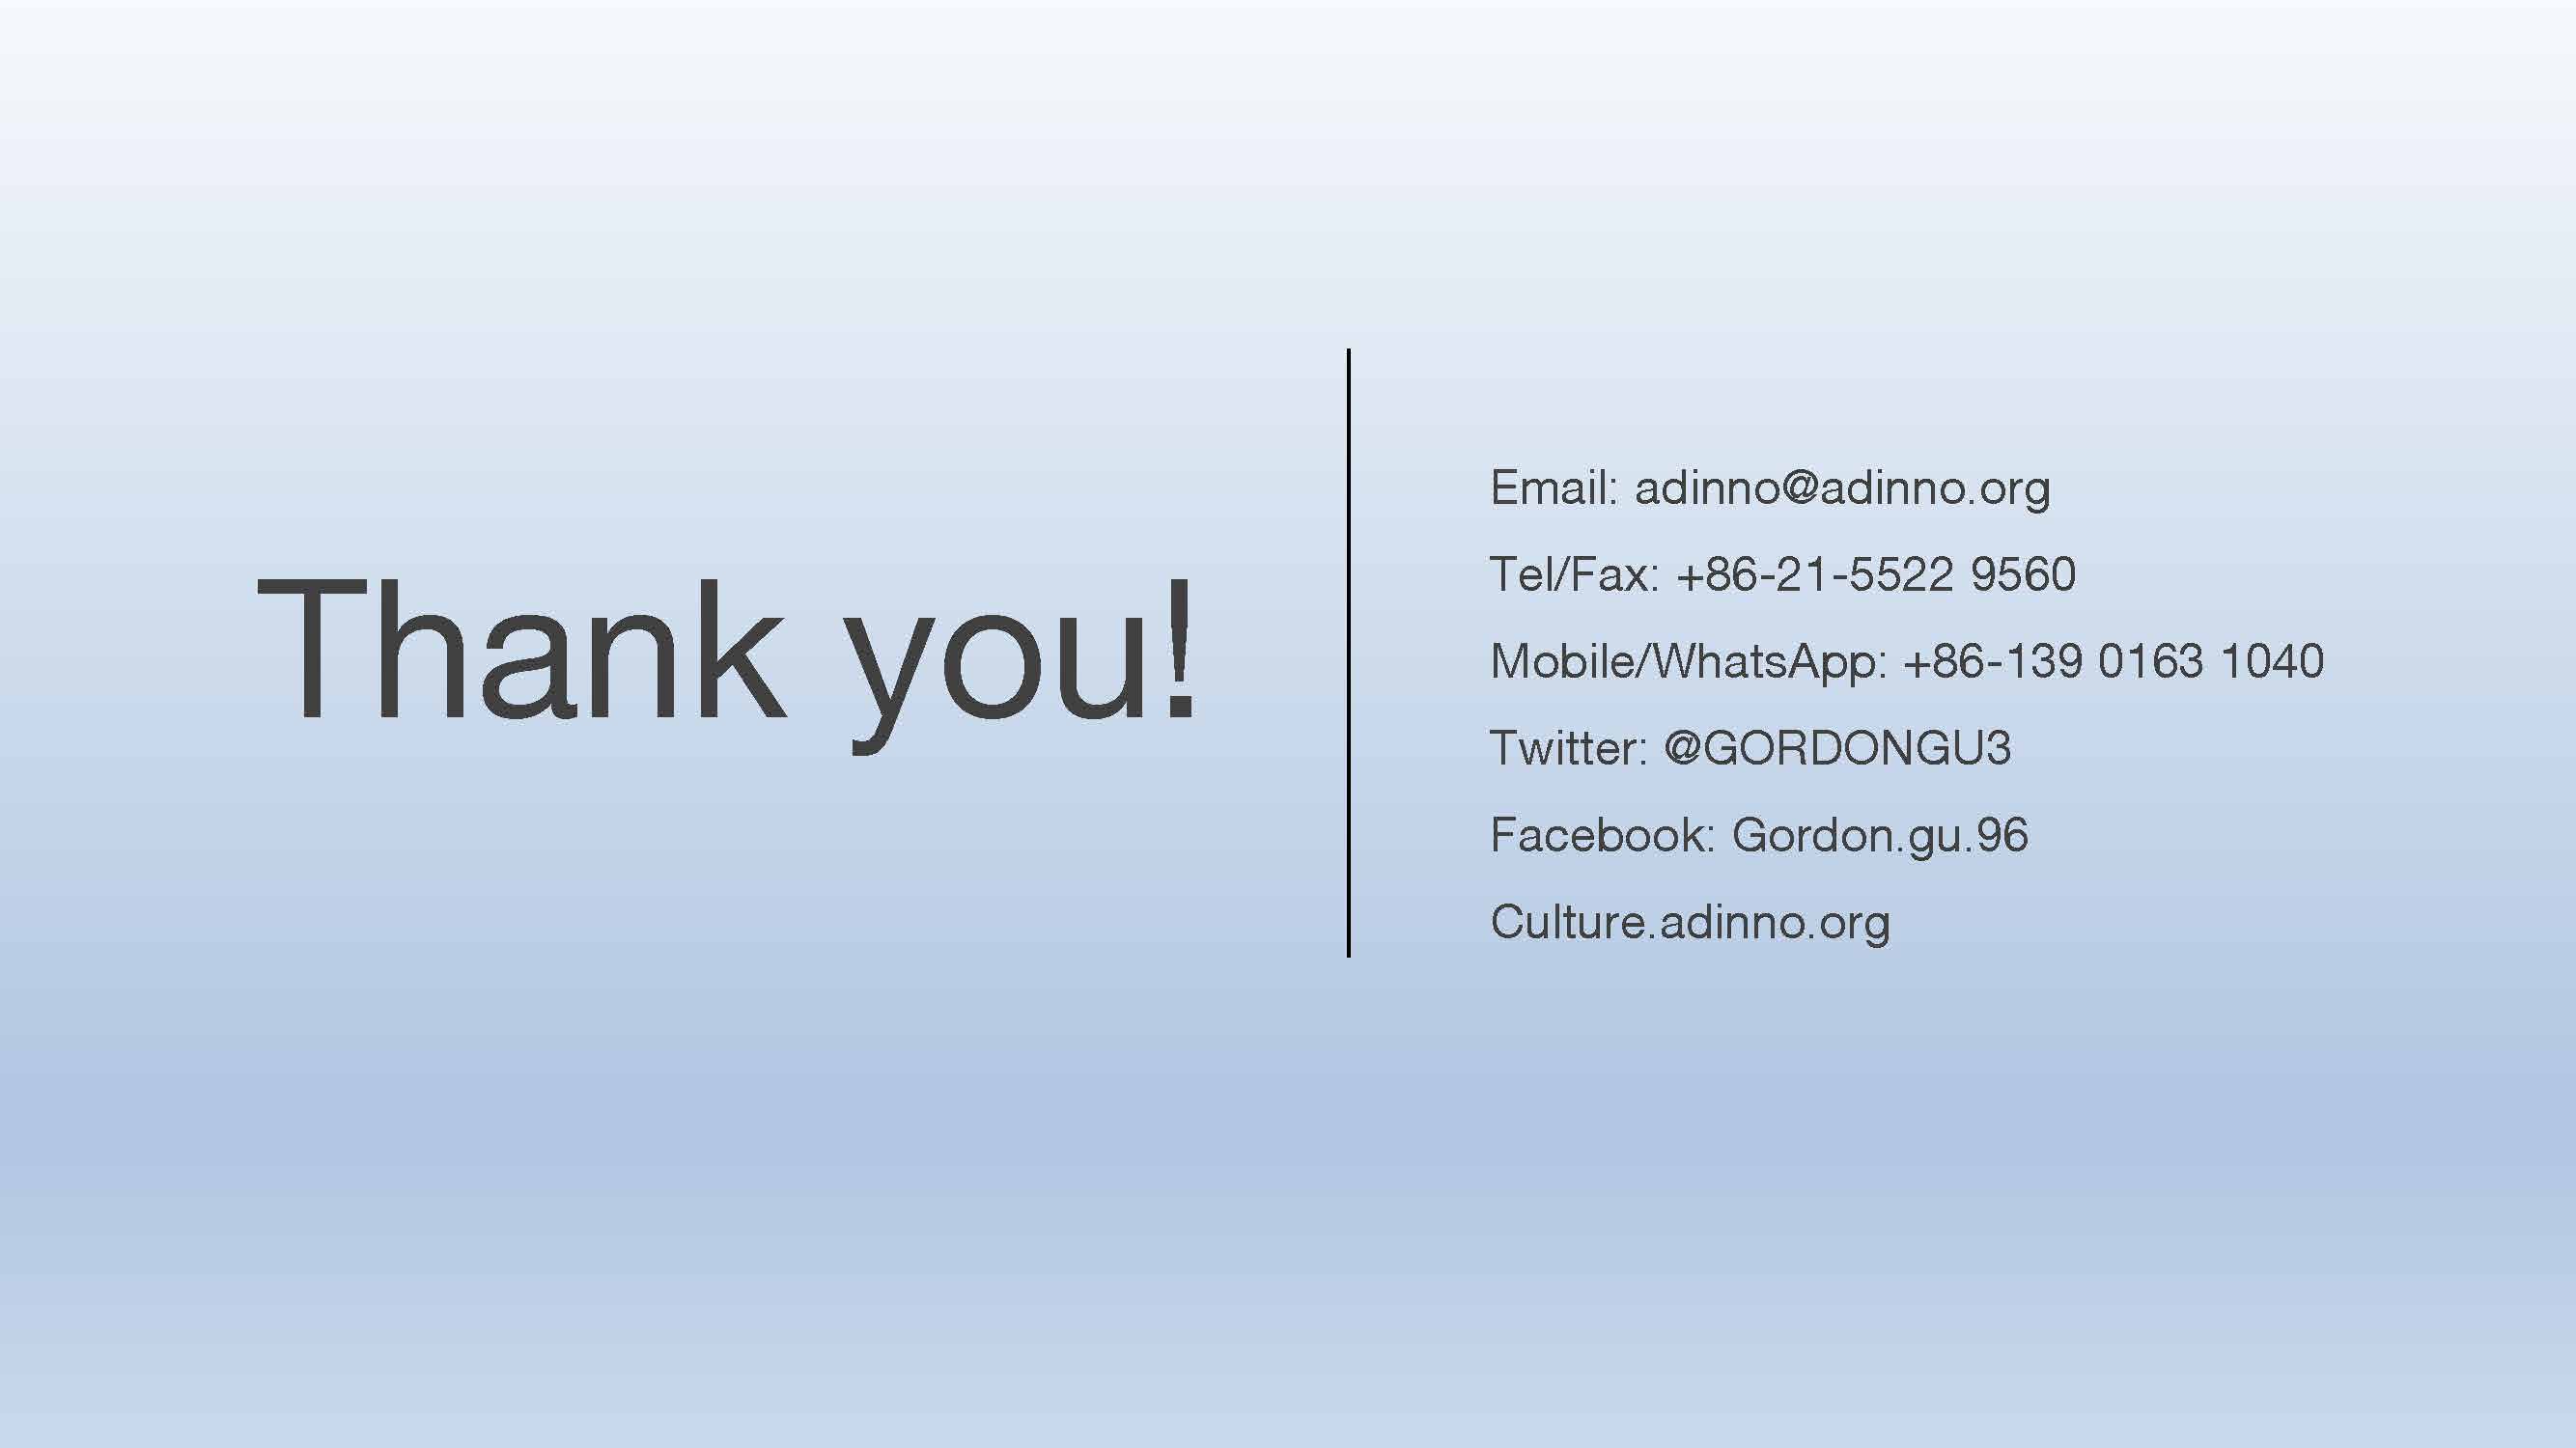 Thank you!
Email: adinno@adinno.org
Tel/Fax: +86-21-5522 9560
Mobile/WhatsApp: +86-139 0163 1040
Twitter: @GORDONGU3
Facebook: Gordon.gu.96
Culture.adinno.org